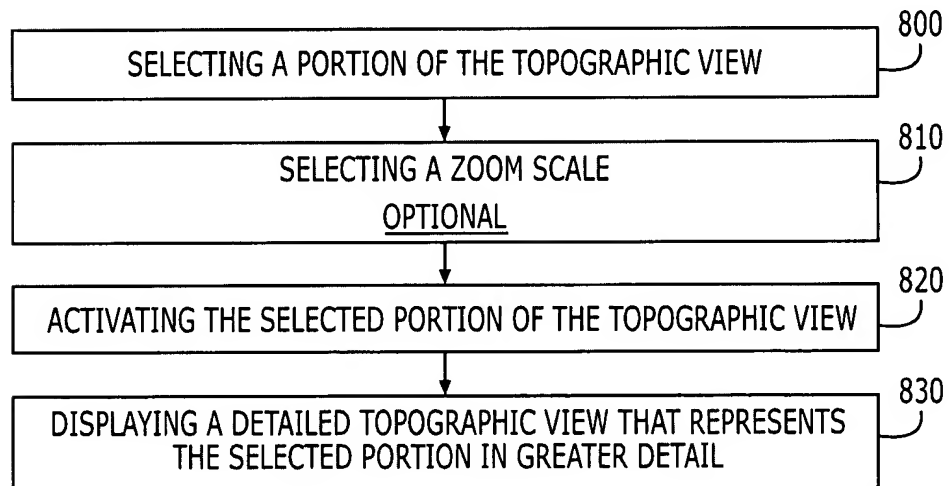 800
SELECTING A PORTION OF THE TOPOGRAPHIC VIEW
810
SELECTING A ZOOM SCALE
OPTIONAL
820
ACTIVATING THE SELECTED PORTION OF THE TOPOGRAPHIC VIEW
830
DISPLAYING A DETAILED TOPOGRAPHIC VIEW THAT REPRESENTS
THE SELECTED PORTION IN GREATER DETAIL